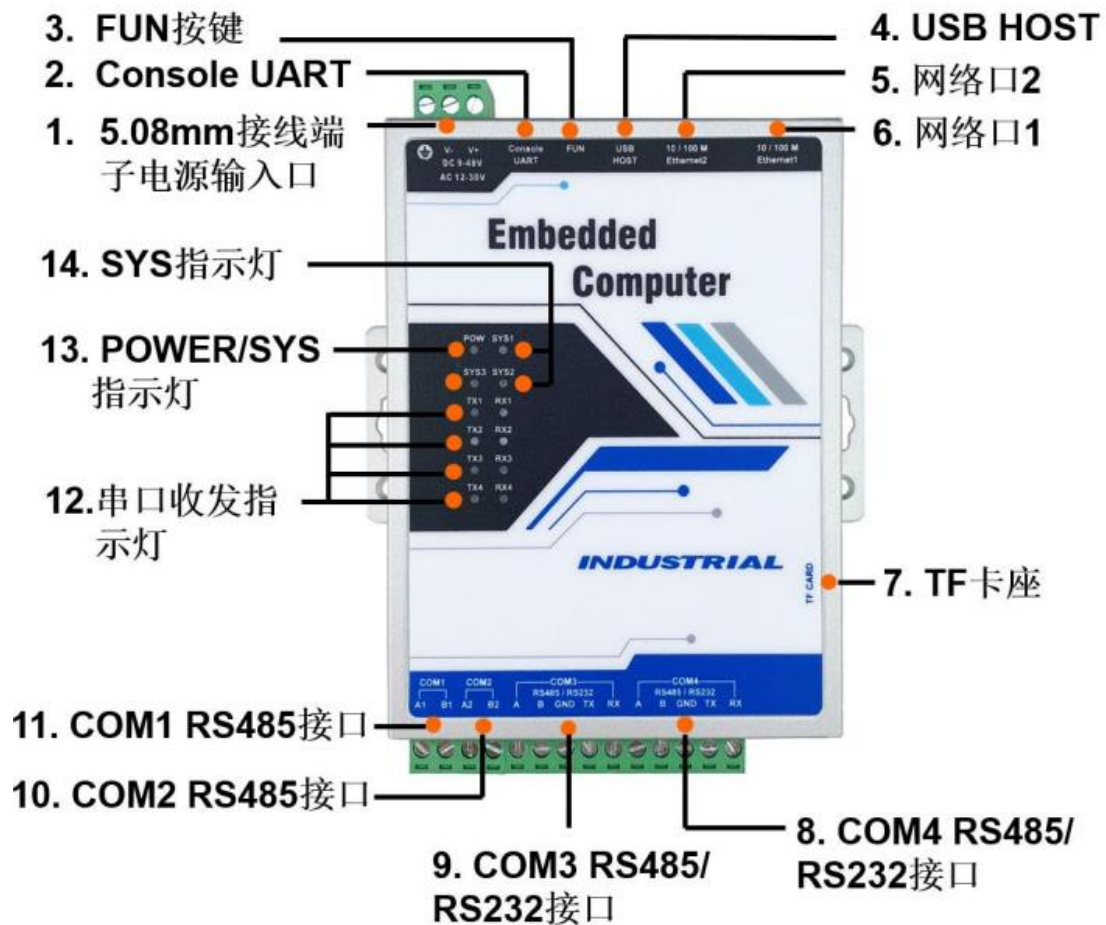 3. FUN按键
2. Console UART
1. 5.08mm接线端
子电源输入口
4. USB HOST
5. 网络口2
6. 网络口1
V- V+
DC 9-48V
AC 12-30V
Console
UART
FUN
USB
HOST
10 / 100 M
Ethernet2
10 / 100 M
Ethernet1
Embedded
Computer
14. SYS指示灯
13. POWER/SYS
指示灯
12.串口收发指
示灯
POW SYS1
SYS3 SYS2
TX1 RX1
TX2 RX2
TX3 RX3
TX4 RX4
INDUSTRIAL
TF CARD
7. TF卡座
COM1 COM2 COM3 COM4
RS485 / RS232 RS485 / RS232
A1 B1 A2 B2 A B GND TX RX A B GND TX RX
11. COM1 RS485接口
10. COM2 RS485接口
9. COM3 RS485/
RS232接口
8. COM4 RS485/
RS232接口